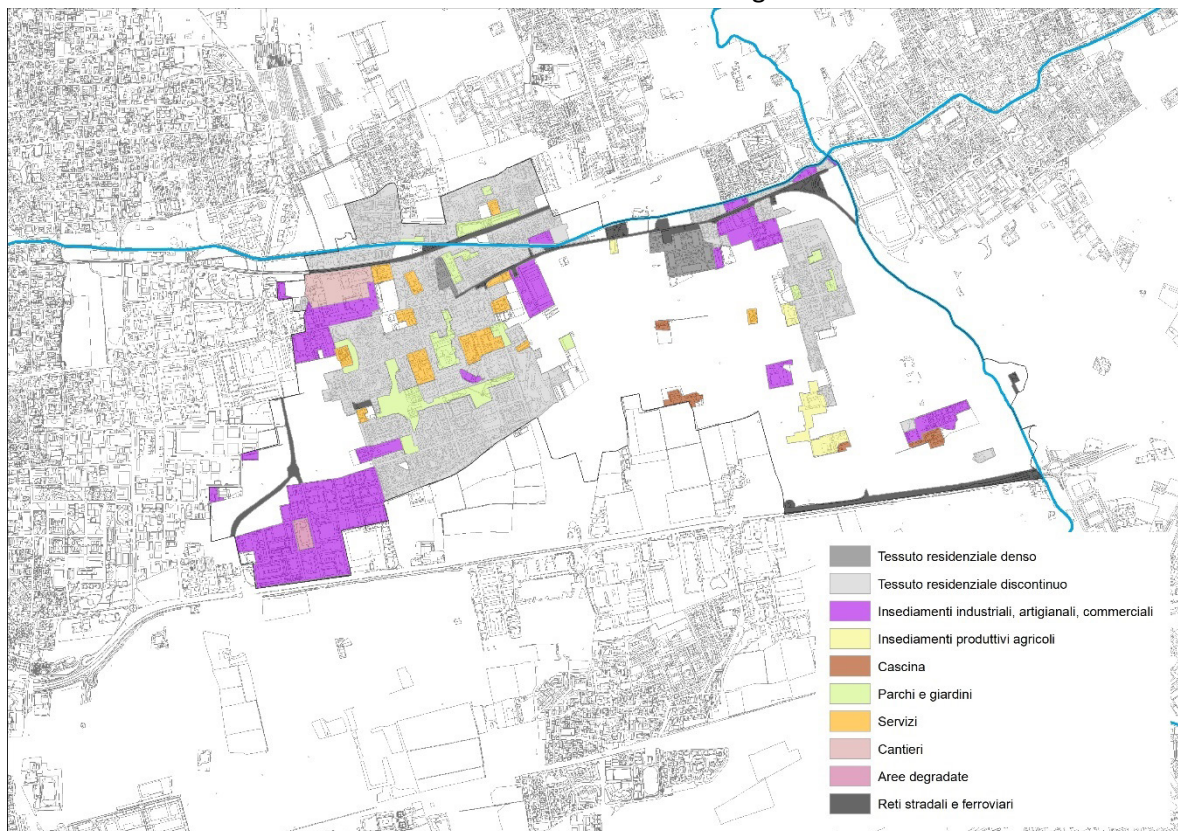 Tessuto residenziale denso
Tessuto residenziale discontinuo
Insediamenti industriali, artigianali, commerciali
Insediamenti produttivi agricoli
Cascina
Parchi e giardini
Servizi
Cantieri
Aree degradate
Reti stradali e ferroviari